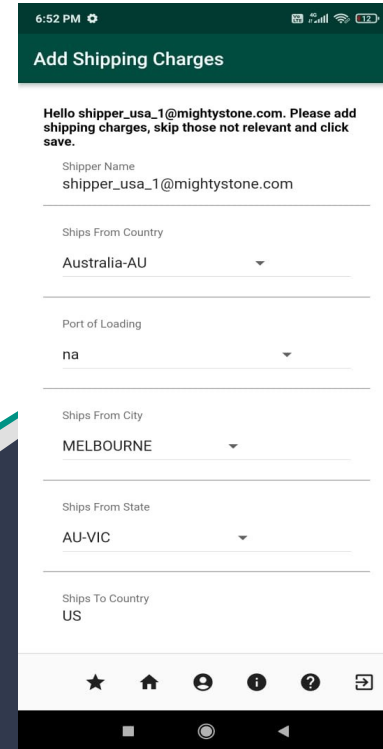 6:52 PM
4G
12
Add Shipping Charges
Hello shipper_usa_1@mightystone.com. Please add
shipping charges, skip those not relevant and click
save.
Shipper Name
shipper_usa_1@mightystone.com
Ships From Country
Australia-AU
Port of Loading
na
Ships From City
MELBOURNE
Ships From State
AU-VIC
Ships To Country
US